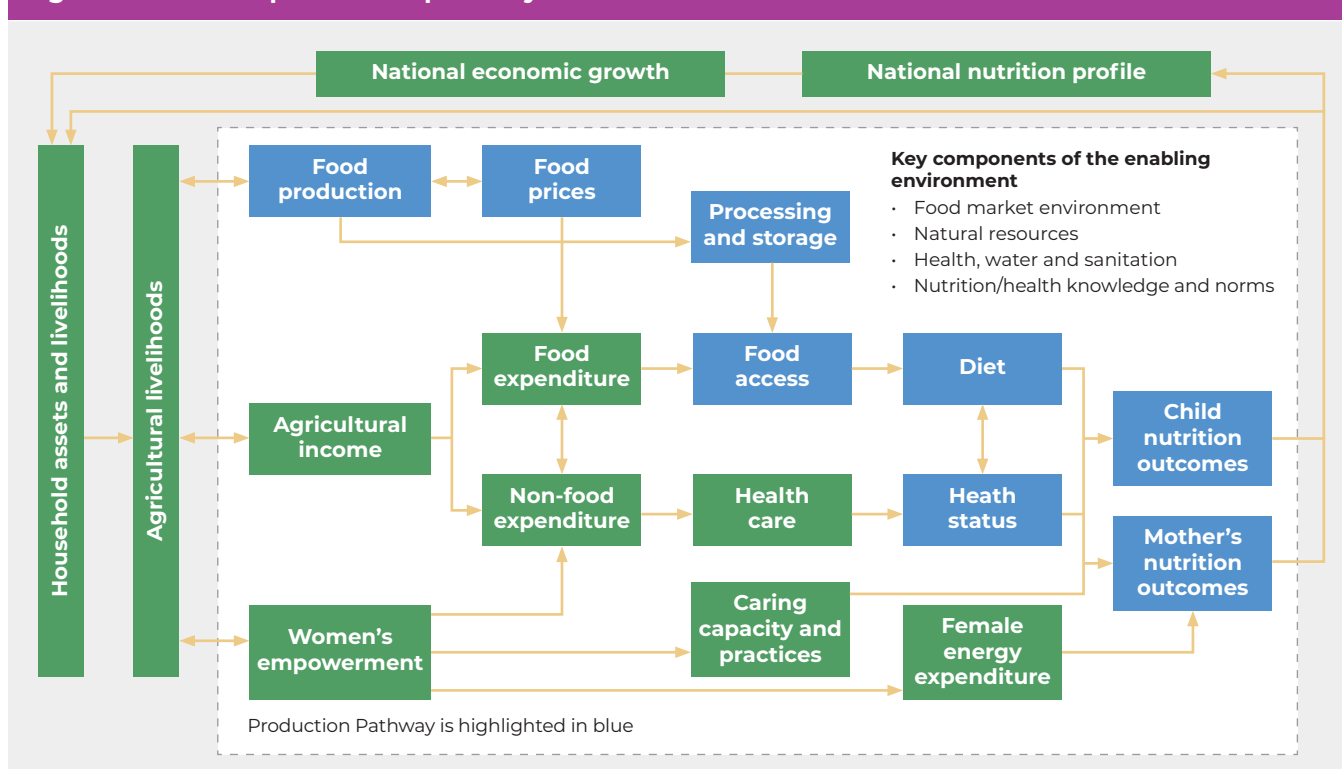 National economic growth
National nutrition profile
Household assets and livelihoods
Agricultural livelihoods
Food
production
Food
prices
Processing
and storage
Key components of the enabling
environment
• Food market environment
• Natural resources
• Health, water and sanitation
• Nutrition/health knowledge and norms
Food
expenditure
Food
access
Diet
Agricultural
income
Child
nutrition
outcomes
Non-food
expenditure
Health
care
Heath
status
Mother's
nutrition
outcomes
Women's
empowerment
Caring
capacity and
practices
Female
energy
expenditure
Production Pathway is highlighted in blue